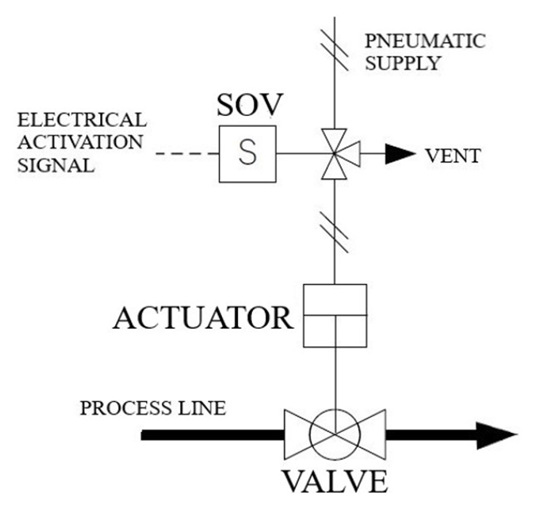 PNEUMATIC
SUPPLY
SOV
ELECTRICAL
ACTIVATION
SIGNAL
S
VENT
ACTUATOR
PROCESS LINE
VALVE